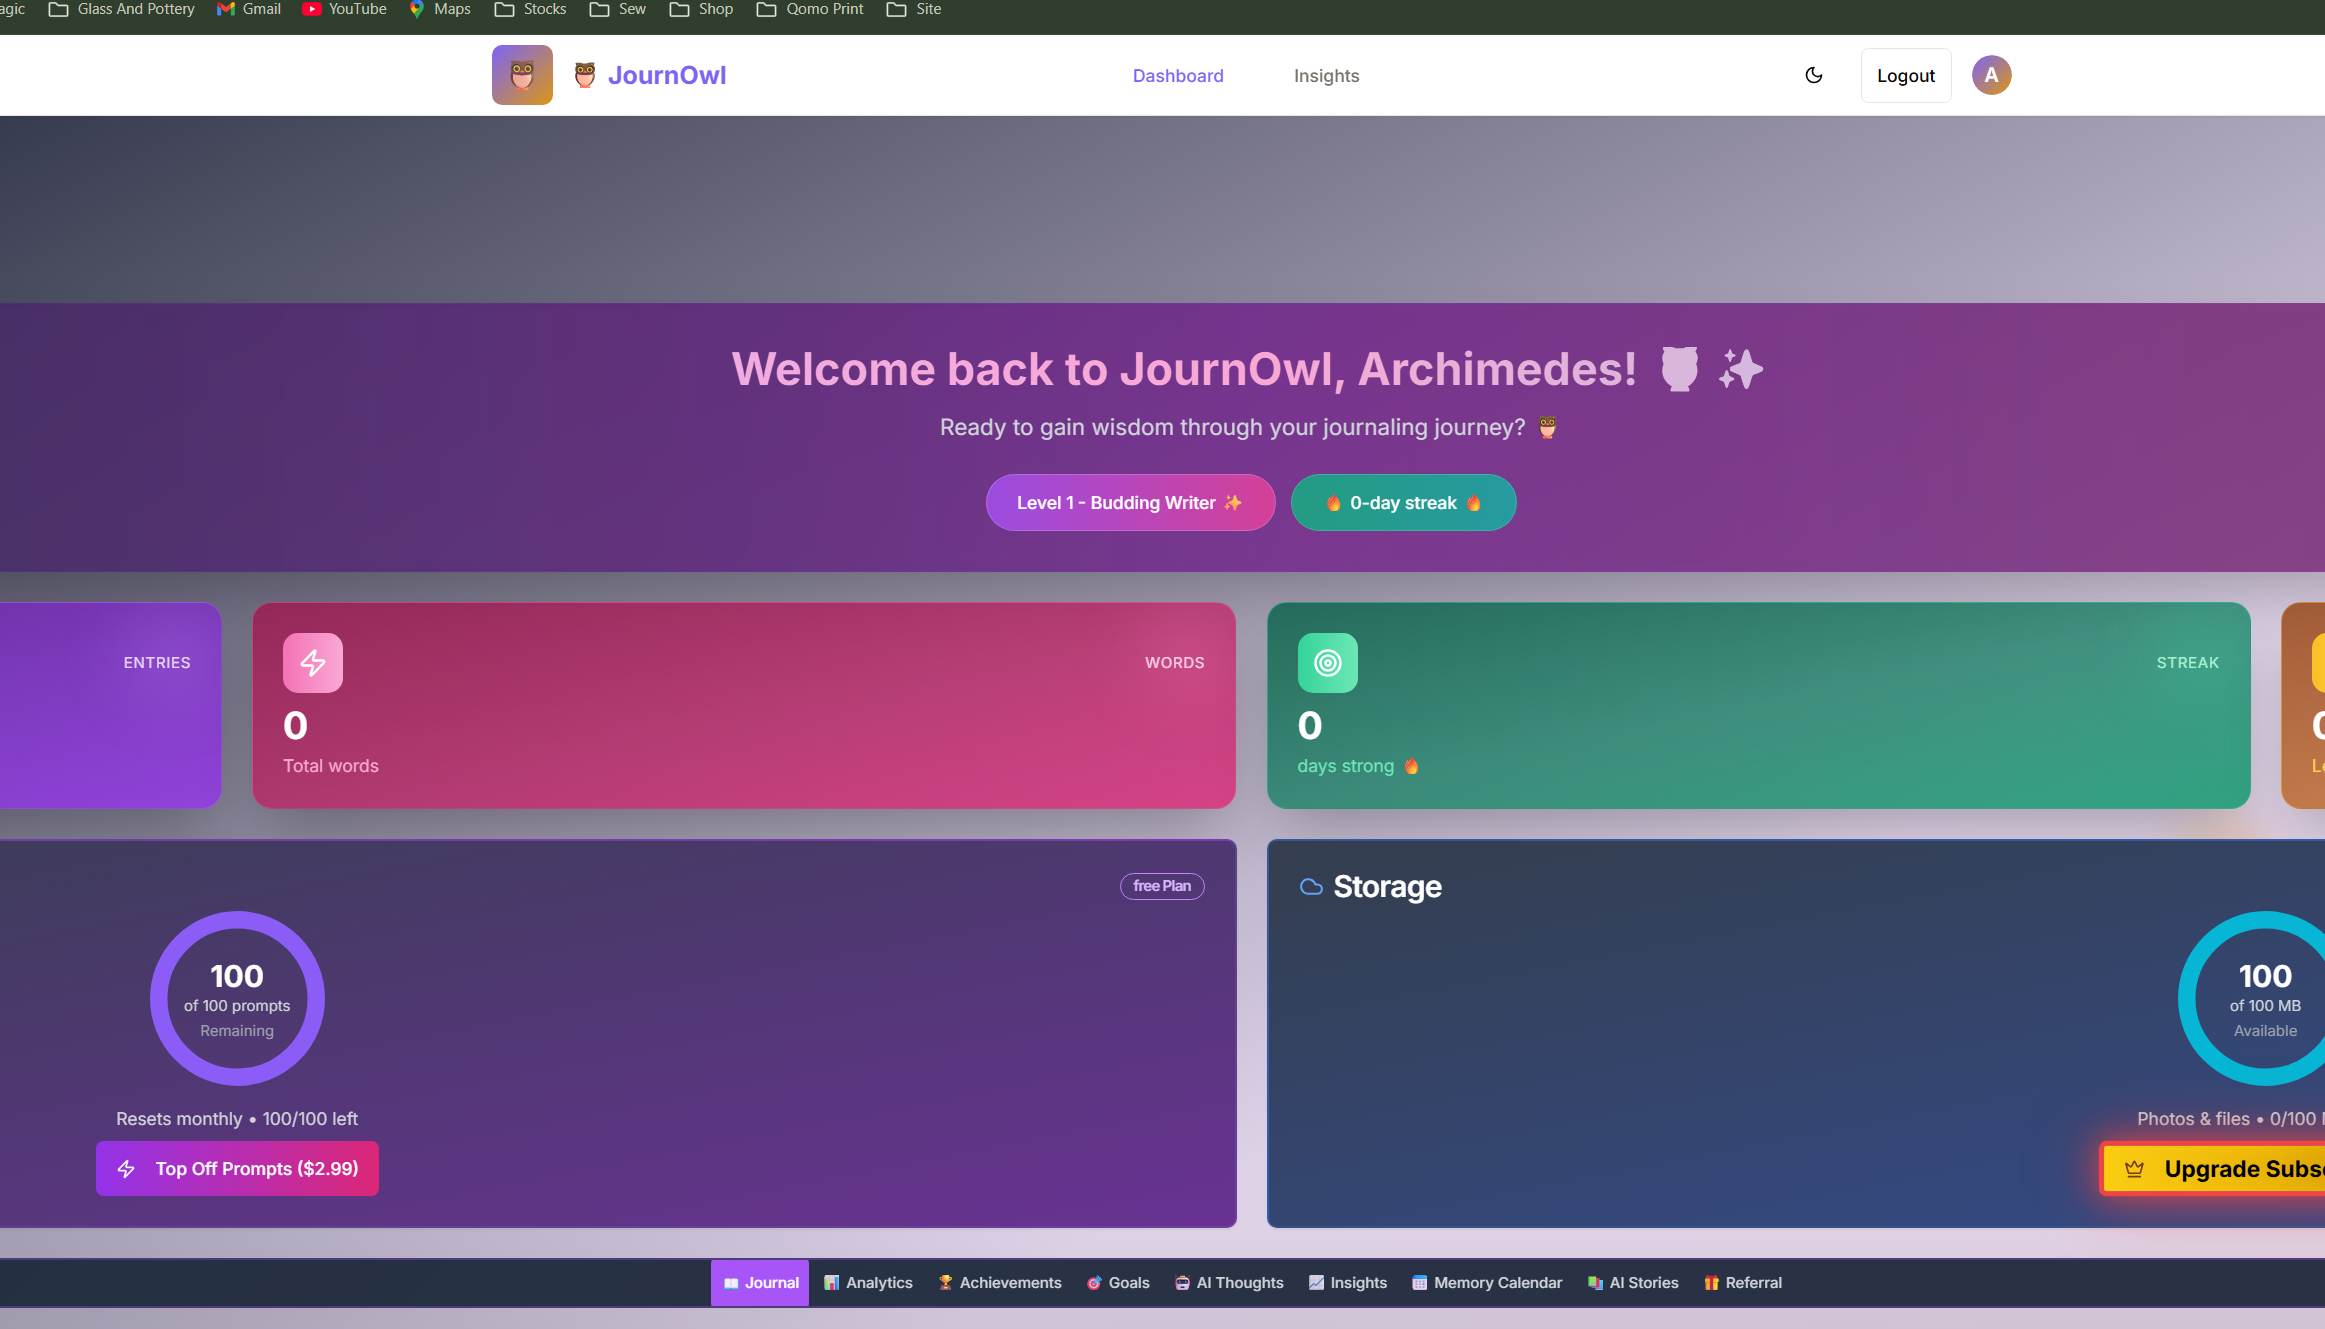 agic Glass And Pottery Gmail YouTube Maps Stocks Sew Shop Qomo Print Site
JournOwl
Dashboard Insights
Logout A
Welcome back to JournOwl, Archimedes!
Ready to gain wisdom through your journaling journey?
Level 1 - Budding Writer
0-day streak
ENTRIES
WORDS
0
Total words
STREAK
0
days strong
free Plan
100
of 100 prompts
Remaining
Resets monthly • 100/100 left
Top Off Prompts ($2.99)
Storage
100
of 100 MB
Available
Photos & files • 0/100
Upgrade Subs
Journal Analytics Achievements Goals AI Thoughts Insights Memory Calendar AI Stories Referral